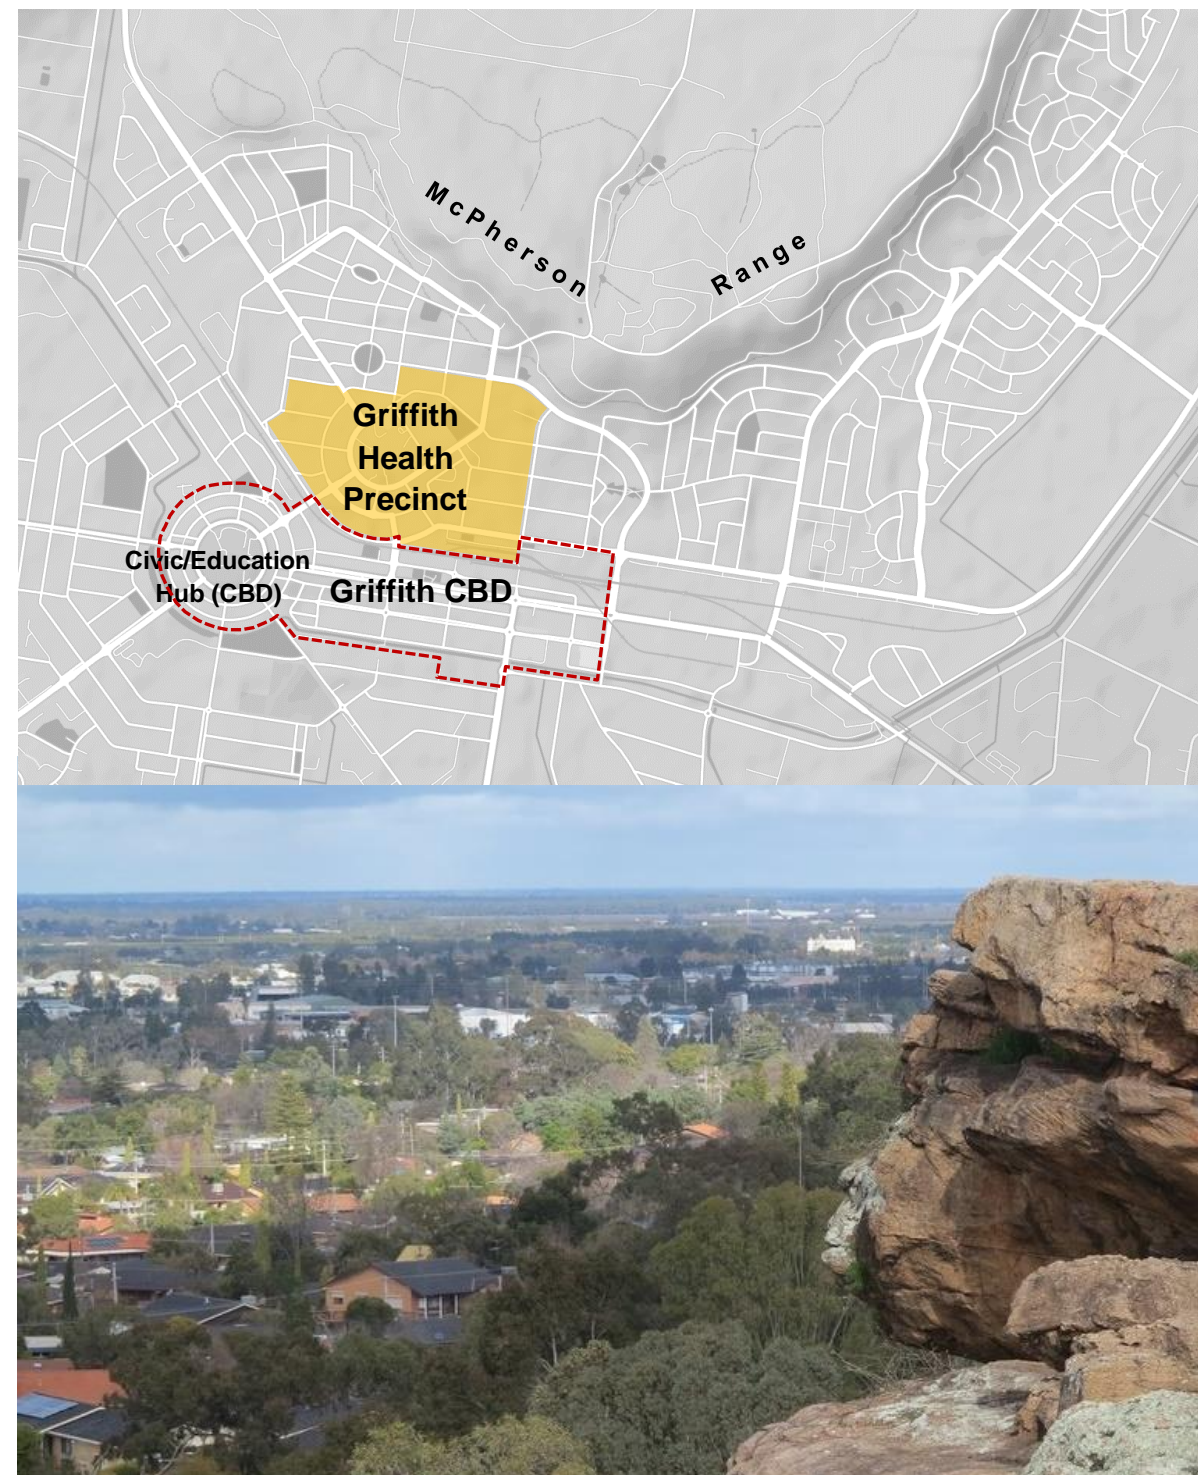 McPherson
Range
Griffith
Health
Precinct
Civic/Education
Hub (CBD)
Griffith CBD